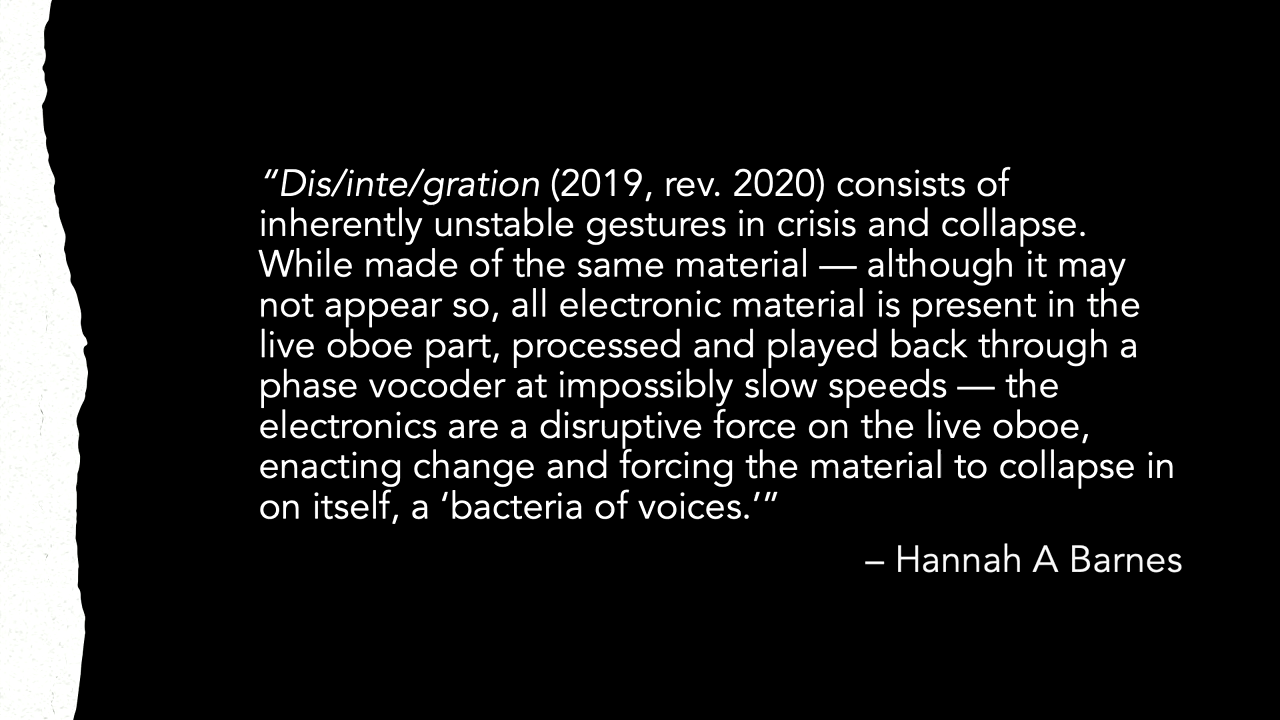 “Dis/inte/gration (2019, rev. 2020) consists of
inherently unstable gestures in crisis and collapse.
While made of the same material — although it may
not appear so, all electronic material is present in the
live oboe part, processed and played back through a
phase vocoder at impossibly slow speeds — the
electronics are a disruptive force on the live oboe,
enacting change and forcing the material to collapse in
on itself, a ‘bacteria of voices.’”
– Hannah A Barnes